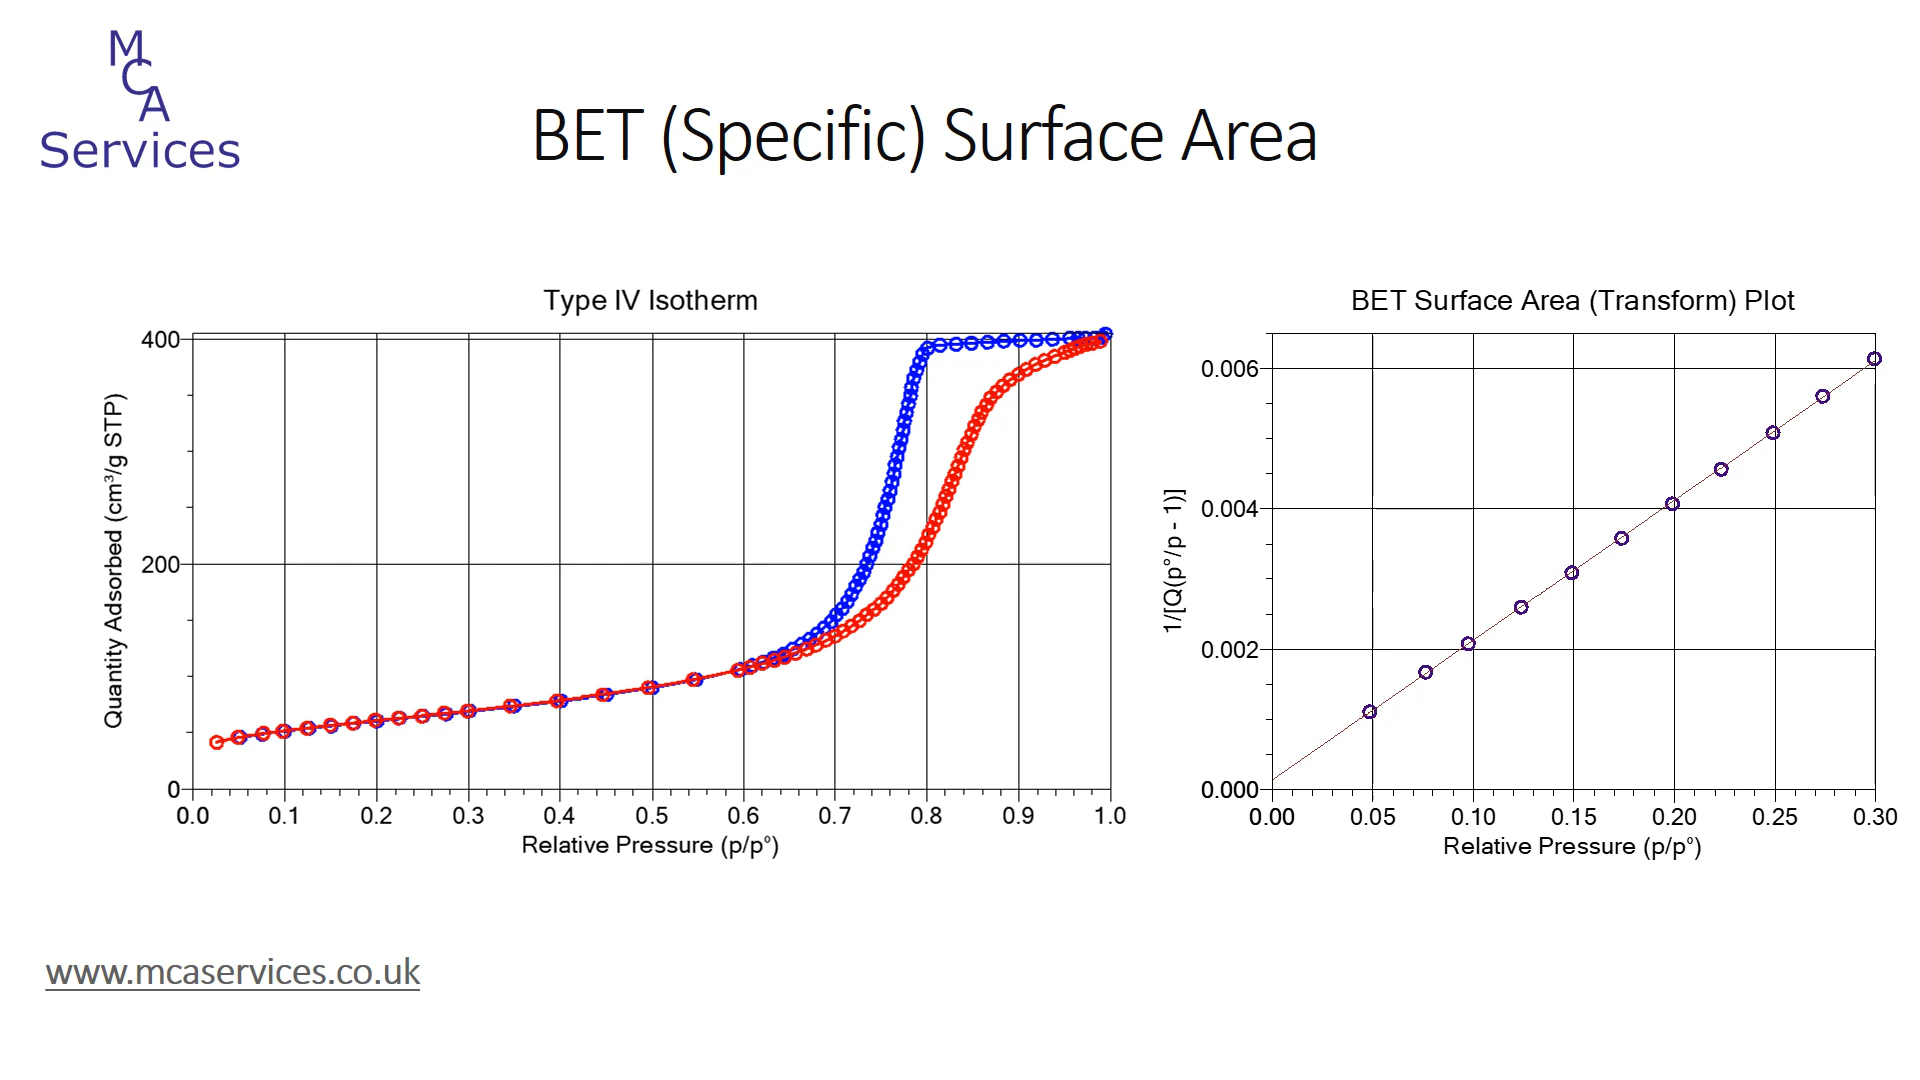 M
C
A
Services
BET (Specific) Surface Area
Type IV Isotherm
Quantity Adsorbed (cm³/g STP)
400
200
0
0.0 0.1 0.2 0.3 0.4 0.5 0.6 0.7 0.8 0.9 1.0
Relative Pressure (p/p°)
BET Surface Area (Transform) Plot
1/[Q(p°/p - 1)]
0.006
0.004
0.002
0.000
0.00 0.05 0.10 0.15 0.20 0.25 0.30
Relative Pressure (p/p°)
www.mcaservices.co.uk